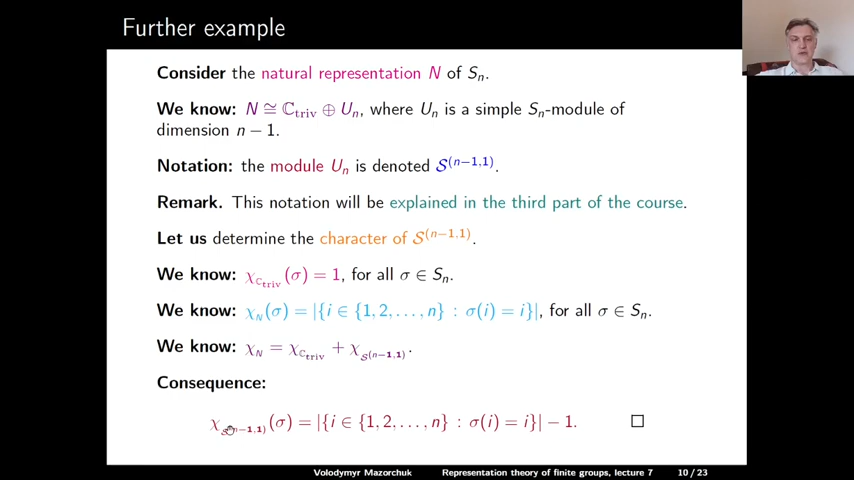 Further example
Consider the natural representation N of Sₙ.
We know: N ≅ ℂ_triv ⊕ Uₙ, where Uₙ is a simple Sₙ-module of
dimension n − 1.
Notation: the module Uₙ is denoted 𝒮^(n−1,1).
Remark. This notation will be explained in the third part of the course.
Let us determine the character of 𝒮^(n−1,1).
We know: χ_ℂ_triv(σ) = 1, for all σ ∈ Sₙ.
We know: χ_N(σ) = |{i ∈ {1, 2, . . . , n} : σ(i) = i}|, for all σ ∈ Sₙ.
We know: χ_N = χ_ℂ_triv + χ_𝒮^(n−1,1).
Consequence:
χ_𝒮^(n−1,1)(σ) = |{i ∈ {1, 2, . . . , n} : σ(i) = i}| − 1. □
Volodymyr Mazorchuk Representation theory of finite groups, lecture 7 10/23